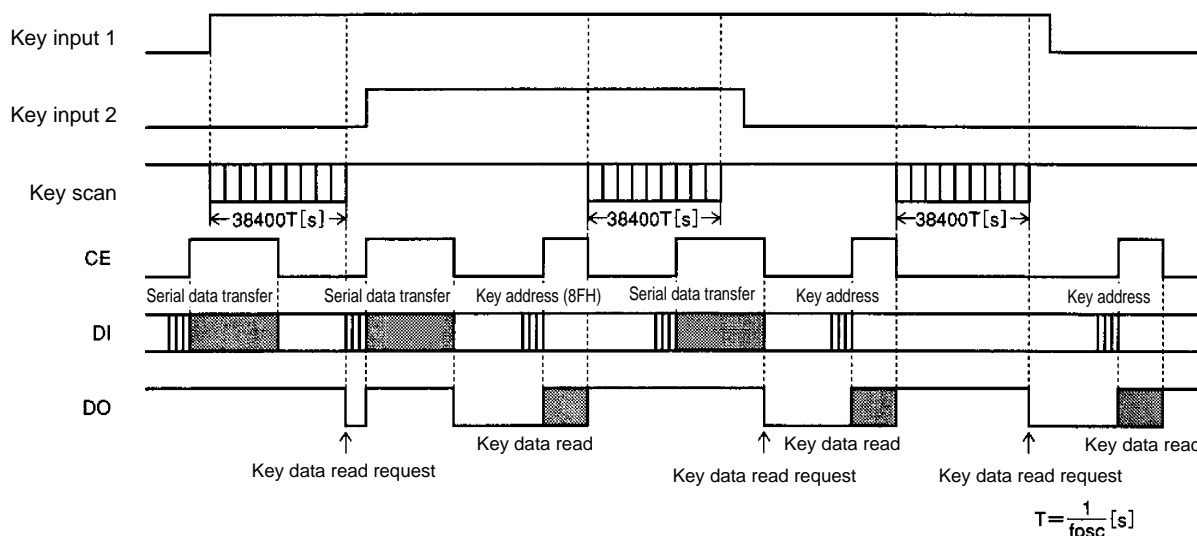 Key input 1
Key input 2
Key scan
38400T[s] 38400T[s] 38400T[s]
CE
Serial data transfer Serial data transfer Key address (8FH) Serial data transfer Key address Key address
DI
DO
Key data read Key data read Key data read
Key data read request Key data read request Key data read request
T=1/fosc[s]